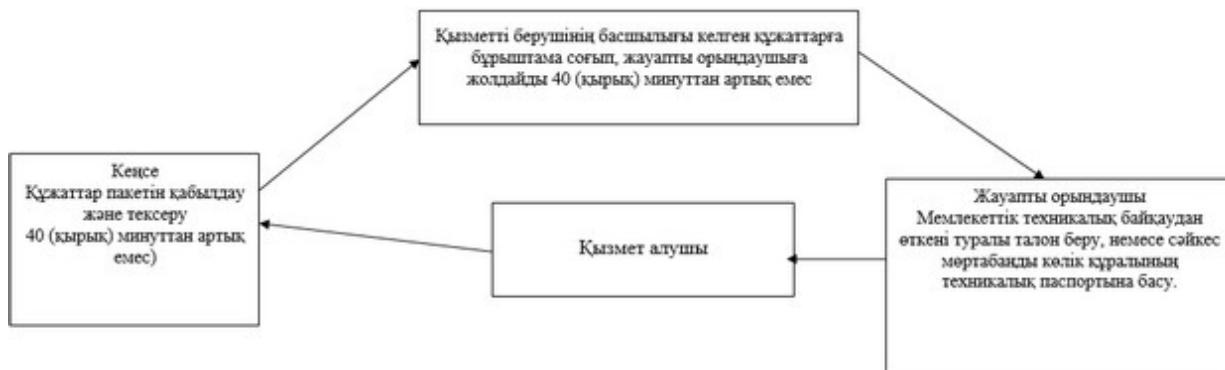 Қызметті берушінің басшылығы келген құжаттарға
бұрыштама соғып, жауапты орындаушыға
жолдайды 40 (қырық) минуттан артық емес
Кеңсе
Құжаттар пакетін қабылдау
және тексеру
40 (қырық) минуттан артық
емес)
Қызмет алушы
Жауапты орындаушы
Мемлекеттік техникалық байқаудан
өткені туралы талон беру, немесе сәйкес
мөртабанды көлік құралының
техникалық паспортына басу.